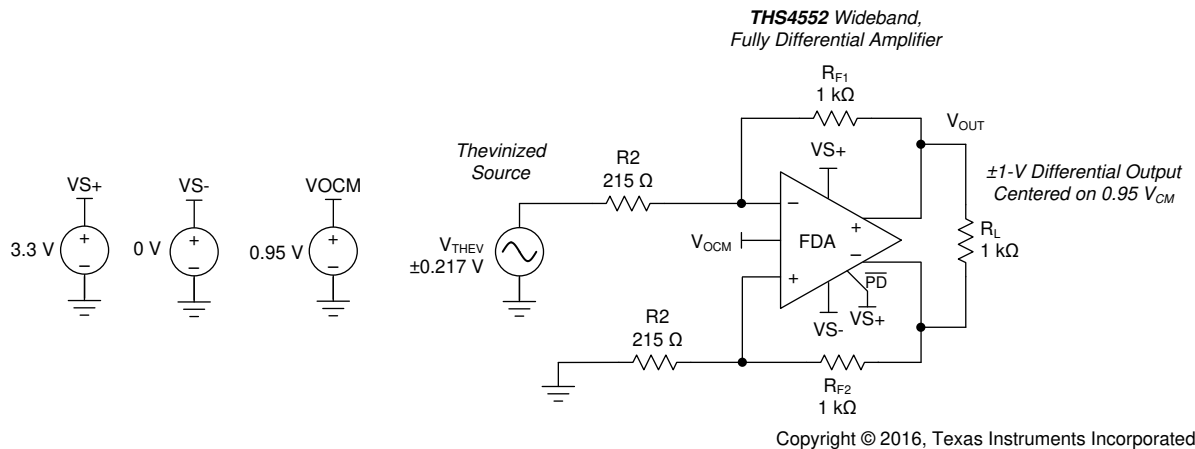 THS4552 Wideband,
Fully Differential Amplifier
RF1
1 kΩ
VOUT
Thevinized
Source
R2
215 Ω
VS+
±1-V Differential Output
Centered on 0.95 VCM
VS+
VS-
VOCM
3.3 V
+
−
0 V
+
−
0.95 V
+
−
VTHEV
±0.217 V
VOCM
−
FDA
+
+
−
PD
VS-
VS+
RL
1 kΩ
R2
215 Ω
RF2
1 kΩ
Copyright © 2016, Texas Instruments Incorporated